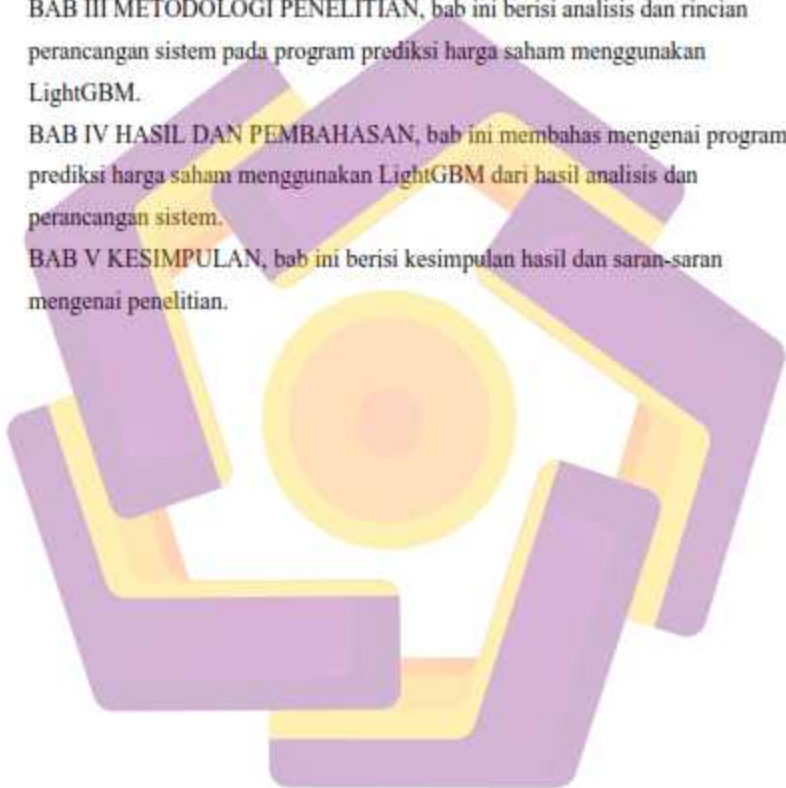 BAB III METODOLOGI PENELITIAN, bab ini berisi analisis dan rincian
perancangan sistem pada program prediksi harga saham menggunakan
LightGBM.
BAB IV HASIL DAN PEMBAHASAN, bab ini membahas mengenai program
prediksi harga saham menggunakan LightGBM dari hasil analisis dan
perancangan sistem.
BAB V KESIMPULAN, bab ini berisi kesimpulan hasil dan saran-saran
mengenai penelitian.